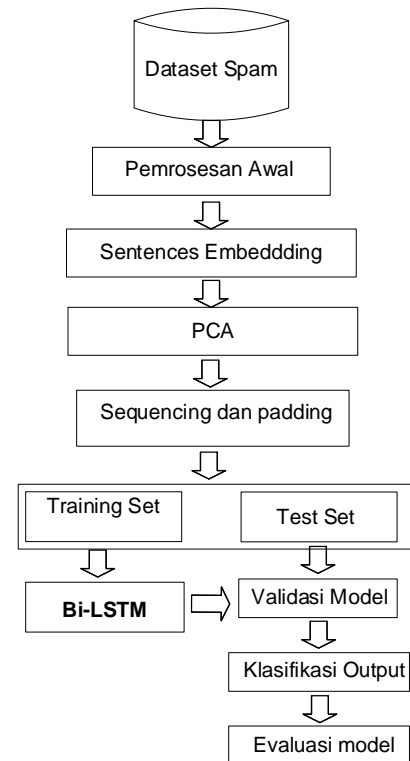 Dataset Spam
Pemrosesan Awal
Sentences Embeddding
PCA
Sequencing dan padding
Training Set
Test Set
Bi-LSTM
Validasi Model
Klasifikasi Output
Evaluasi model